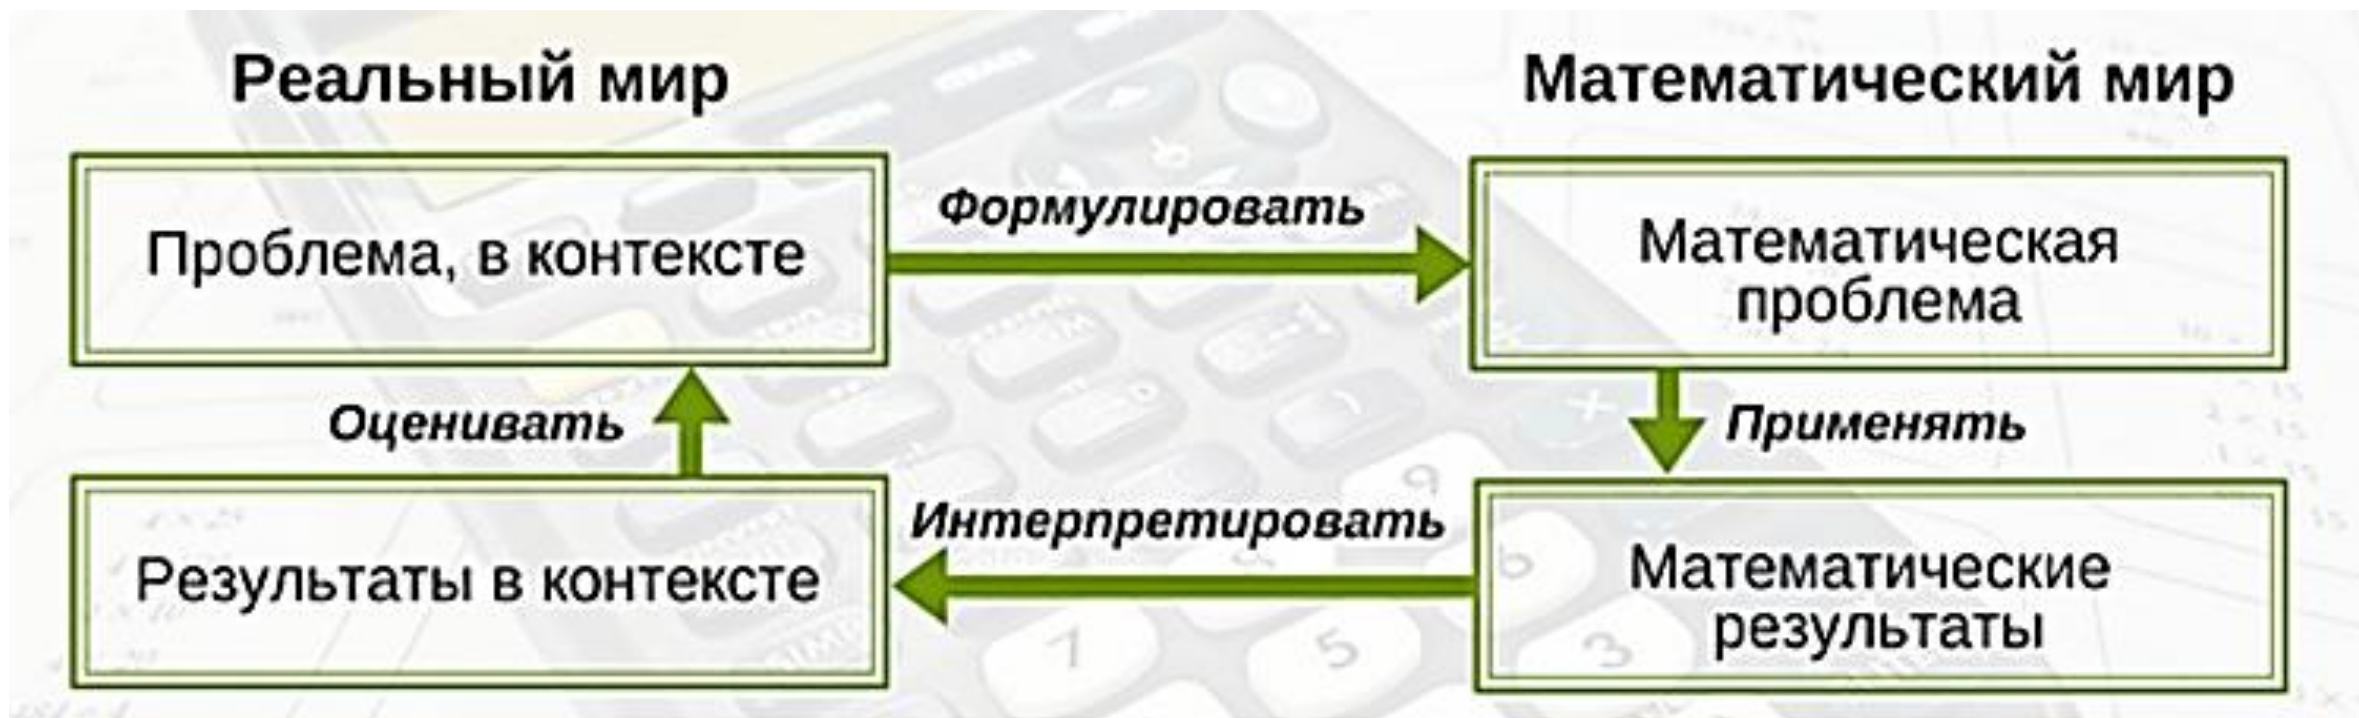 Реальный мир
Математический мир
Проблема, в контексте
Формулировать
Математическая
проблема
Оценивать
Применять
Результаты в контексте
Интерпретировать
Математические
результаты